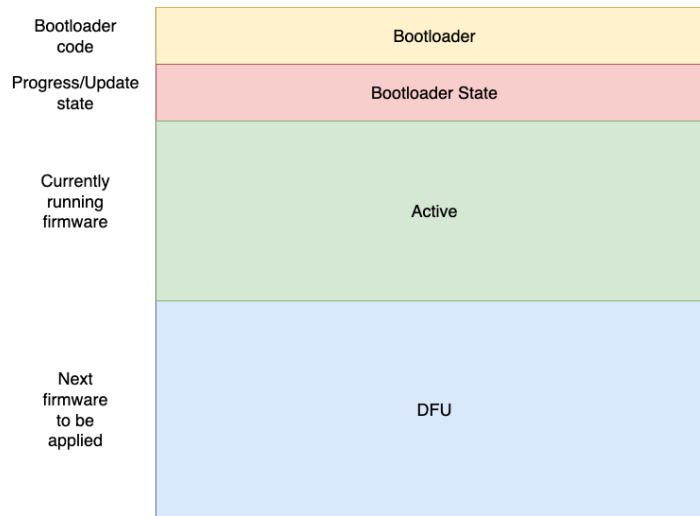 Bootloader
code
Bootloader
Progress/Update
state
Bootloader State
Currently
running
firmware
Active
Next
firmware
to be
applied
DFU